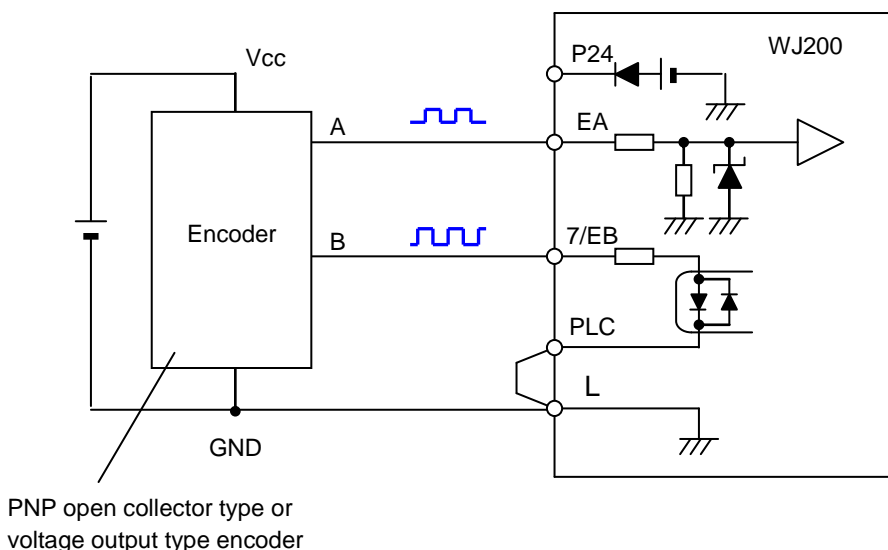 WJ200
Vcc
P24
A
EA
Encoder
B
7/EB
PLC
L
GND
PNP open collector type or
voltage output type encoder